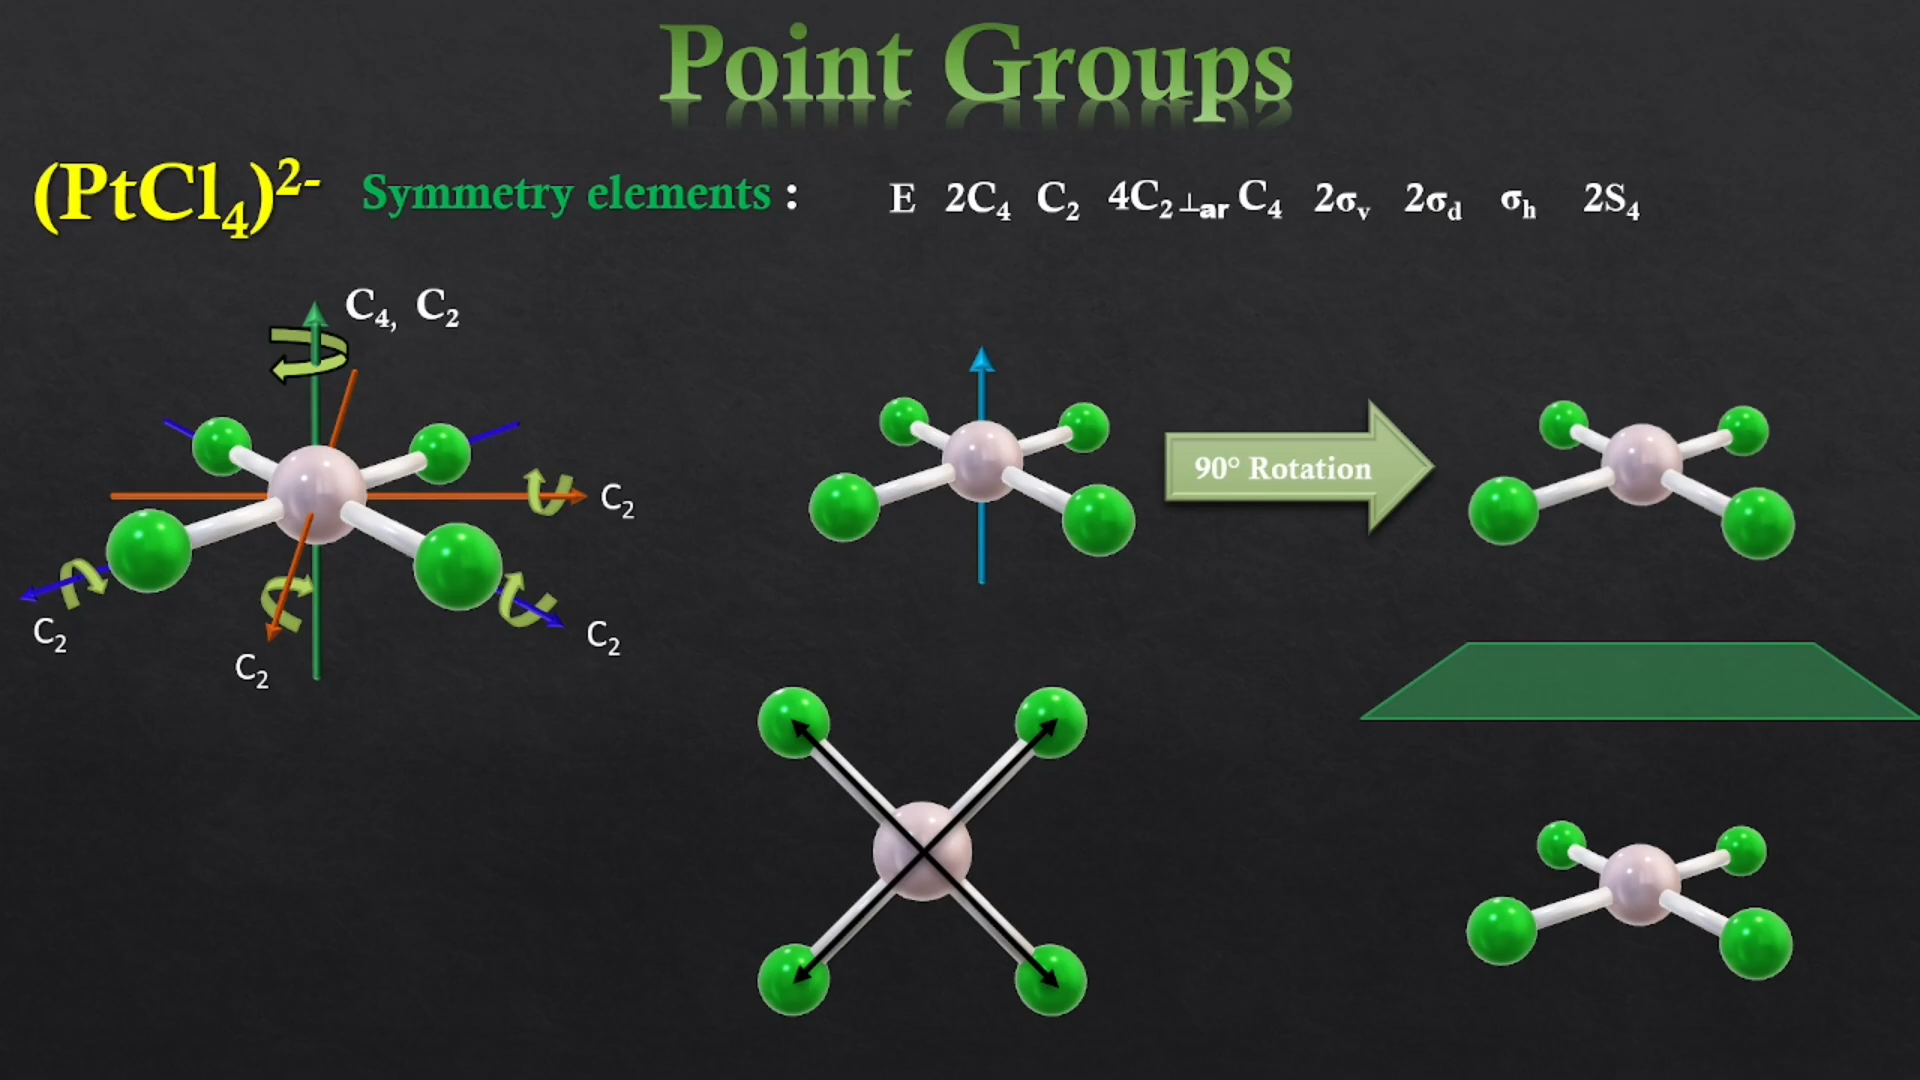 Point Groups
(PtCl₄)²⁻ Symmetry elements : E 2C₄ C₂ 4C₂ ⊥ar C₄ 2σᵥ 2σd σh 2S₄
C₄, C₂
90° Rotation
C₂
C₂
C₂
C₂